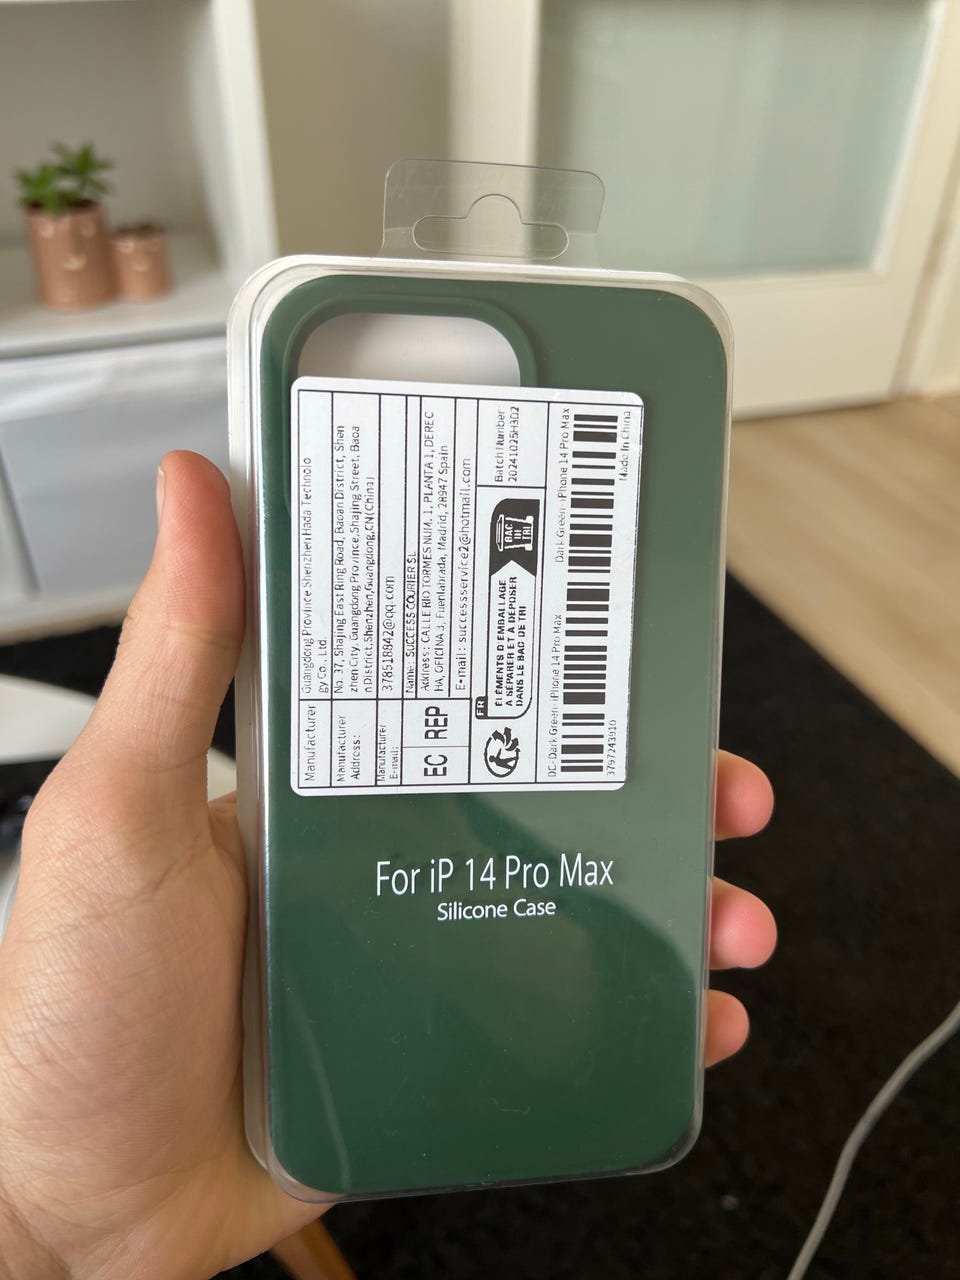 Manufacturer
Guangdong Province Shenzhen Hada Technolo
gy Co., Ltd.
Manufacturer
Address:
No. 37, Shajing East Ring Road, Baoan District, Shen
zhen City, Guangdong Province,Shajing Street, Baoa
n District,Shenzhen,Guangdong,CN(China)
Manufacturer
E-mail:
378518842@qq.com
EC REP
Name: SUCCESS COURIER SL
Address: CALLE RIO TORMES NUM. 1, PLANTA 1, DEREC
HA, OFICINA 3, Fuenlabrada, Madrid, 28947 Spain
E-mail: successservice2@hotmail.com
FR
ÉLÉMENTS D'EMBALLAGE
À SÉPARER ET À DÉPOSER
DANS LE BAC DE TRI
BAC
DE
TRI
Batch Number:
DC-Dark Green-iPhone 14 Pro Max
Dark Green-iPhone 14 Pro Max
3797243910
Made In China
For iP 14 Pro Max
Silicone Case